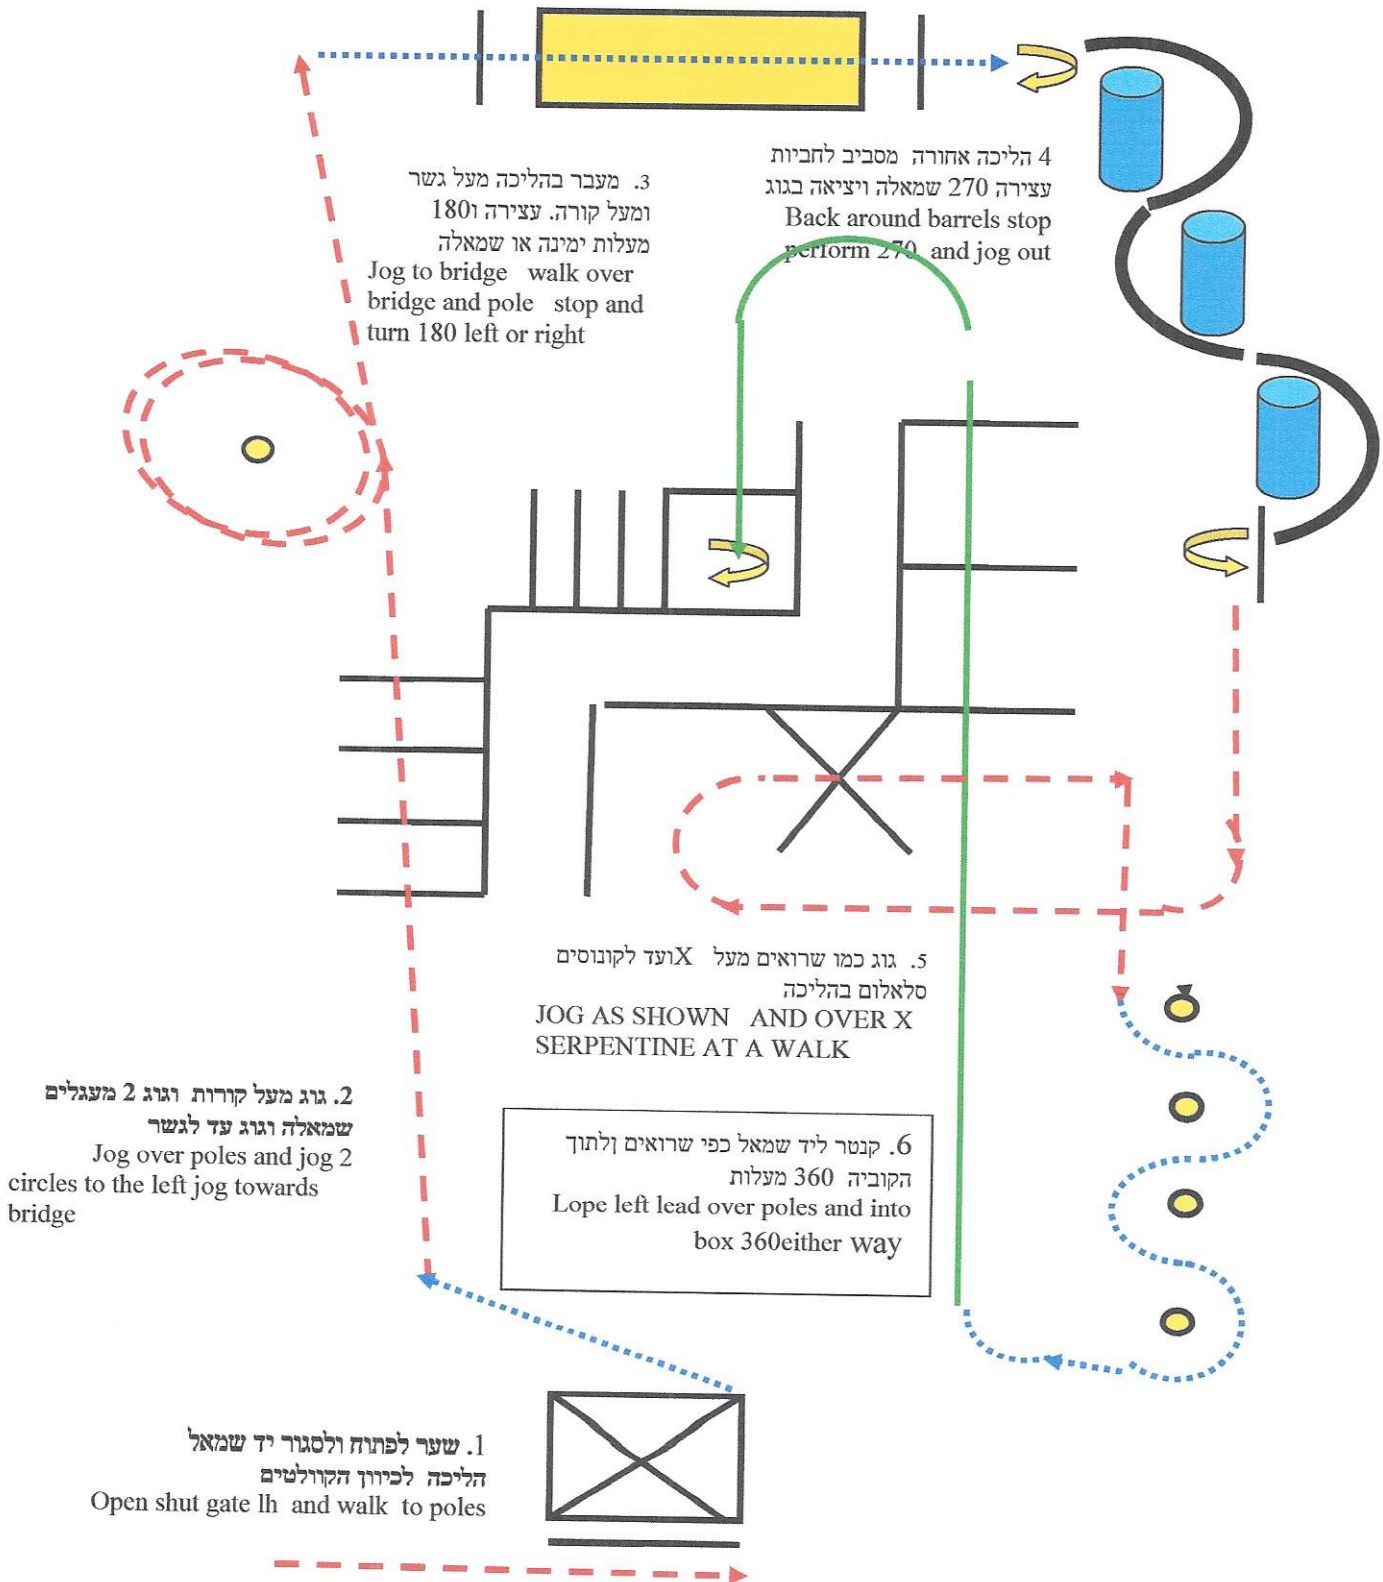 3. מעבר בהליכה מעל גשר
ומעל קורה. עצירה ו180
מעלות ימינה או שמאלה
Jog to bridge walk over
bridge and pole stop and
turn 180 left or right
4 הליכה אחורה מסביב לחביות
עצירה 270 שמאלה ויציאה בגוג
Back around barrels stop
perform 270 and jog out
5. גוג כמו שרואים מעל Xועד לקונוסים
סלאלום בהליכה
JOG AS SHOWN AND OVER X
SERPENTINE AT A WALK
2. גוג מעל קורות וגוג 2 מעגלים
שמאלה וגוג עד לגשר
Jog over poles and jog 2
circles to the left jog towards
bridge
6. קנטר ליד שמאל כפי שרואים ןלתוך
הקוביה 360 מעלות
Lope left lead over poles and into
box 360either way
1. שער לפתוח ולסגור יד שמאל
הליכה לכיוון הקוולטים
Open shut gate lh and walk to poles